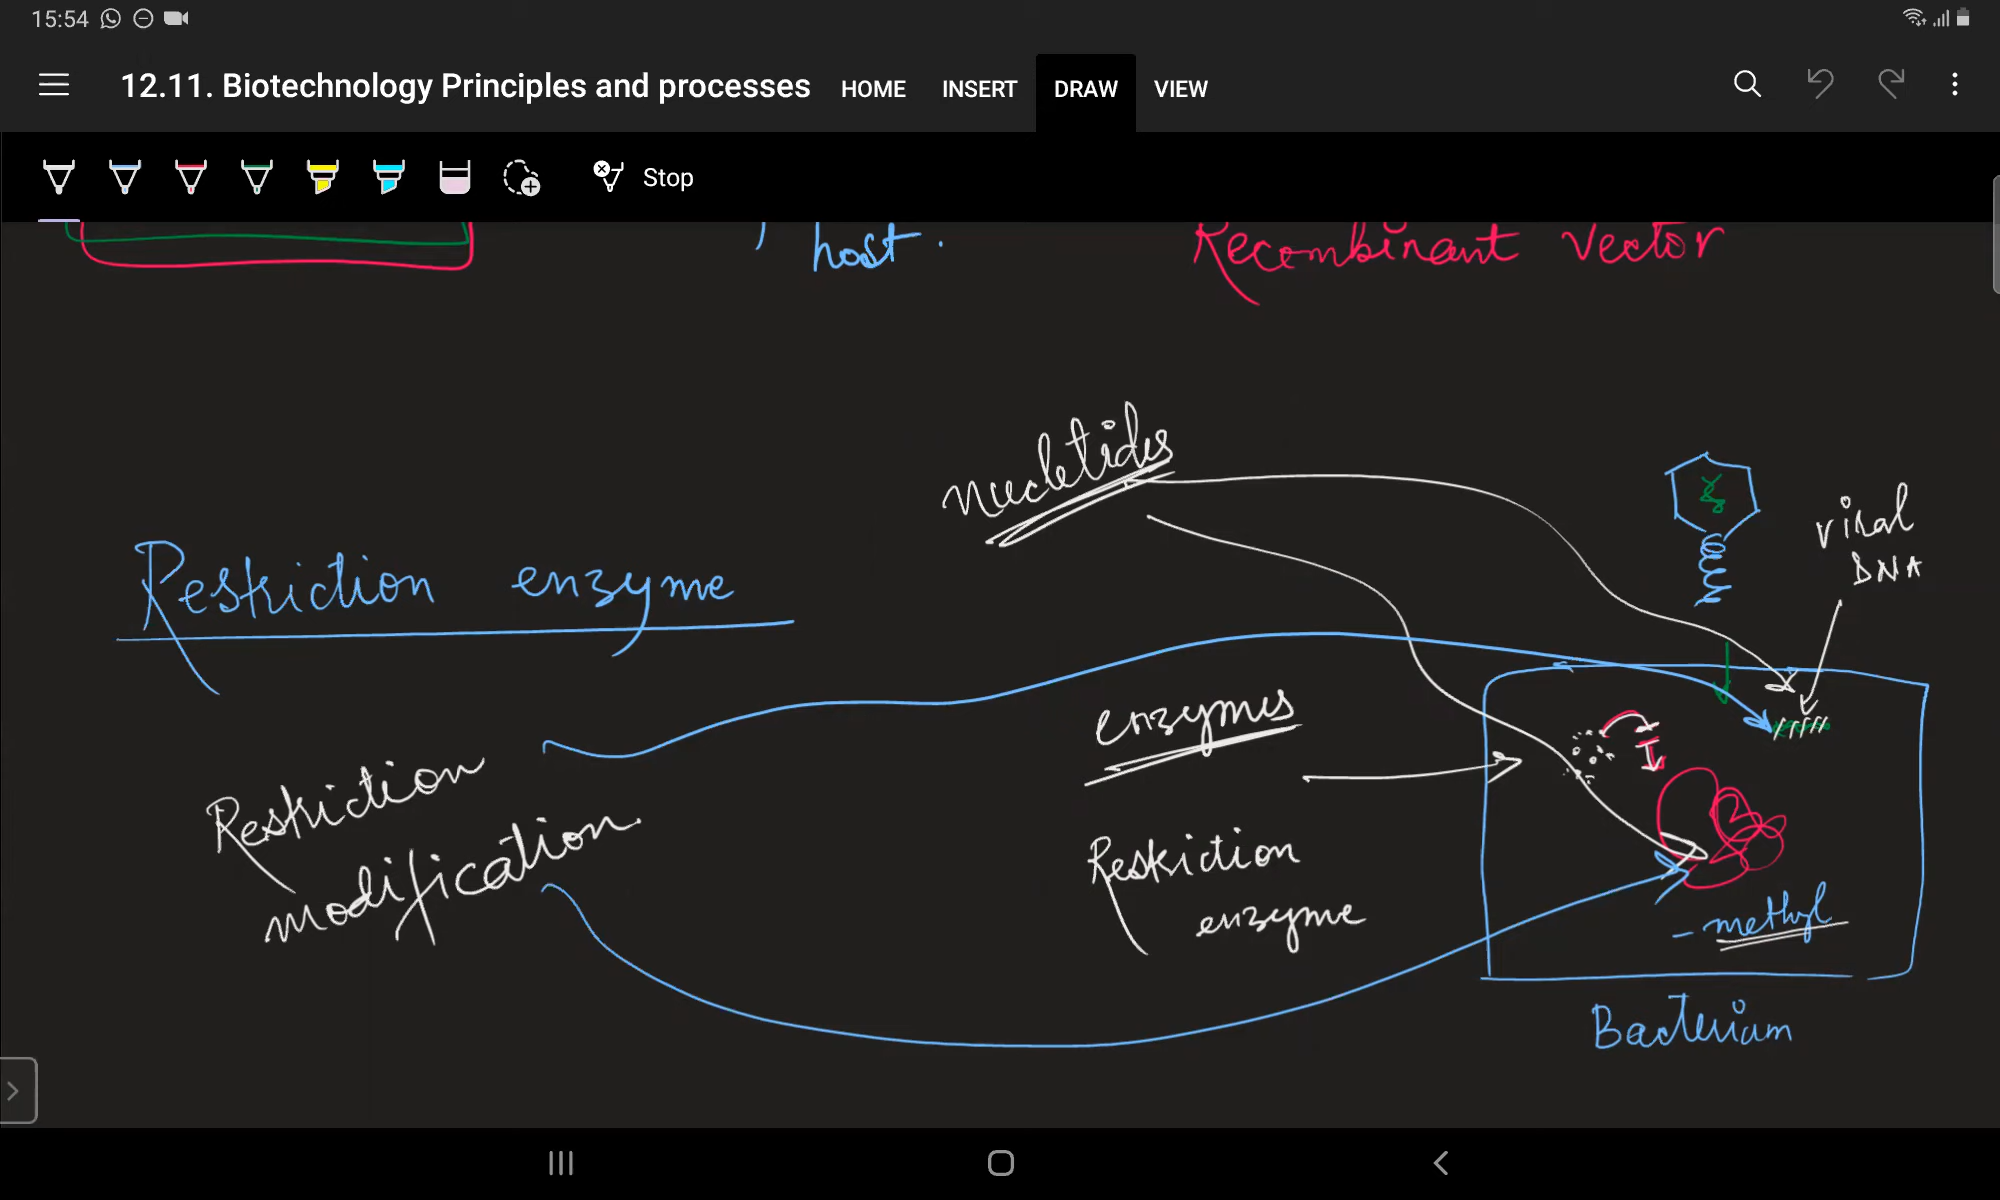 15:54
12.11. Biotechnology Principles and processes HOME INSERT DRAW VIEW
Stop
host.
Recombinant Vector
nucletides
viral
DNA
Restriction enzyme
enzymes
Restriction
modification.
Restriction
enzyme
- methyl
Bacterium